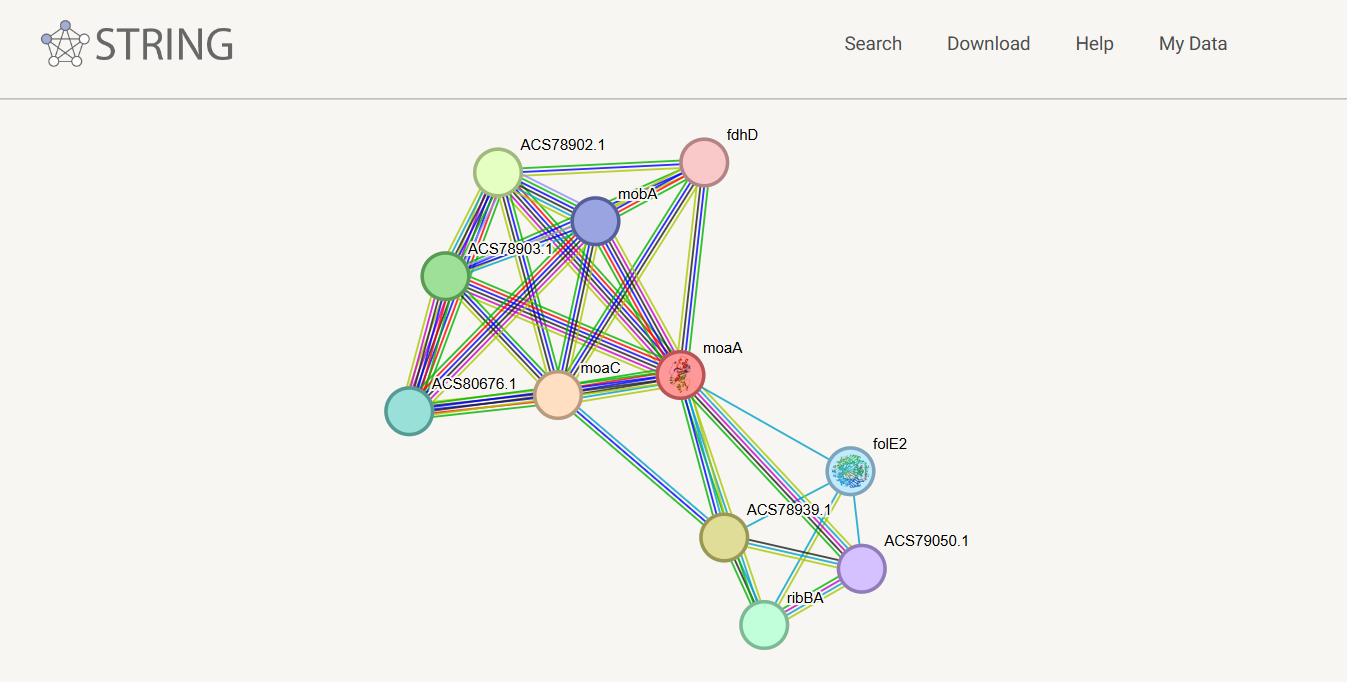 STRING
Search Download Help My Data
fdhD
ACS78902.1
mobA
ACS78903.1
moaA
moaC
ACS80676.1
folE2
ACS78939.1
ACS79050.1
ribBA